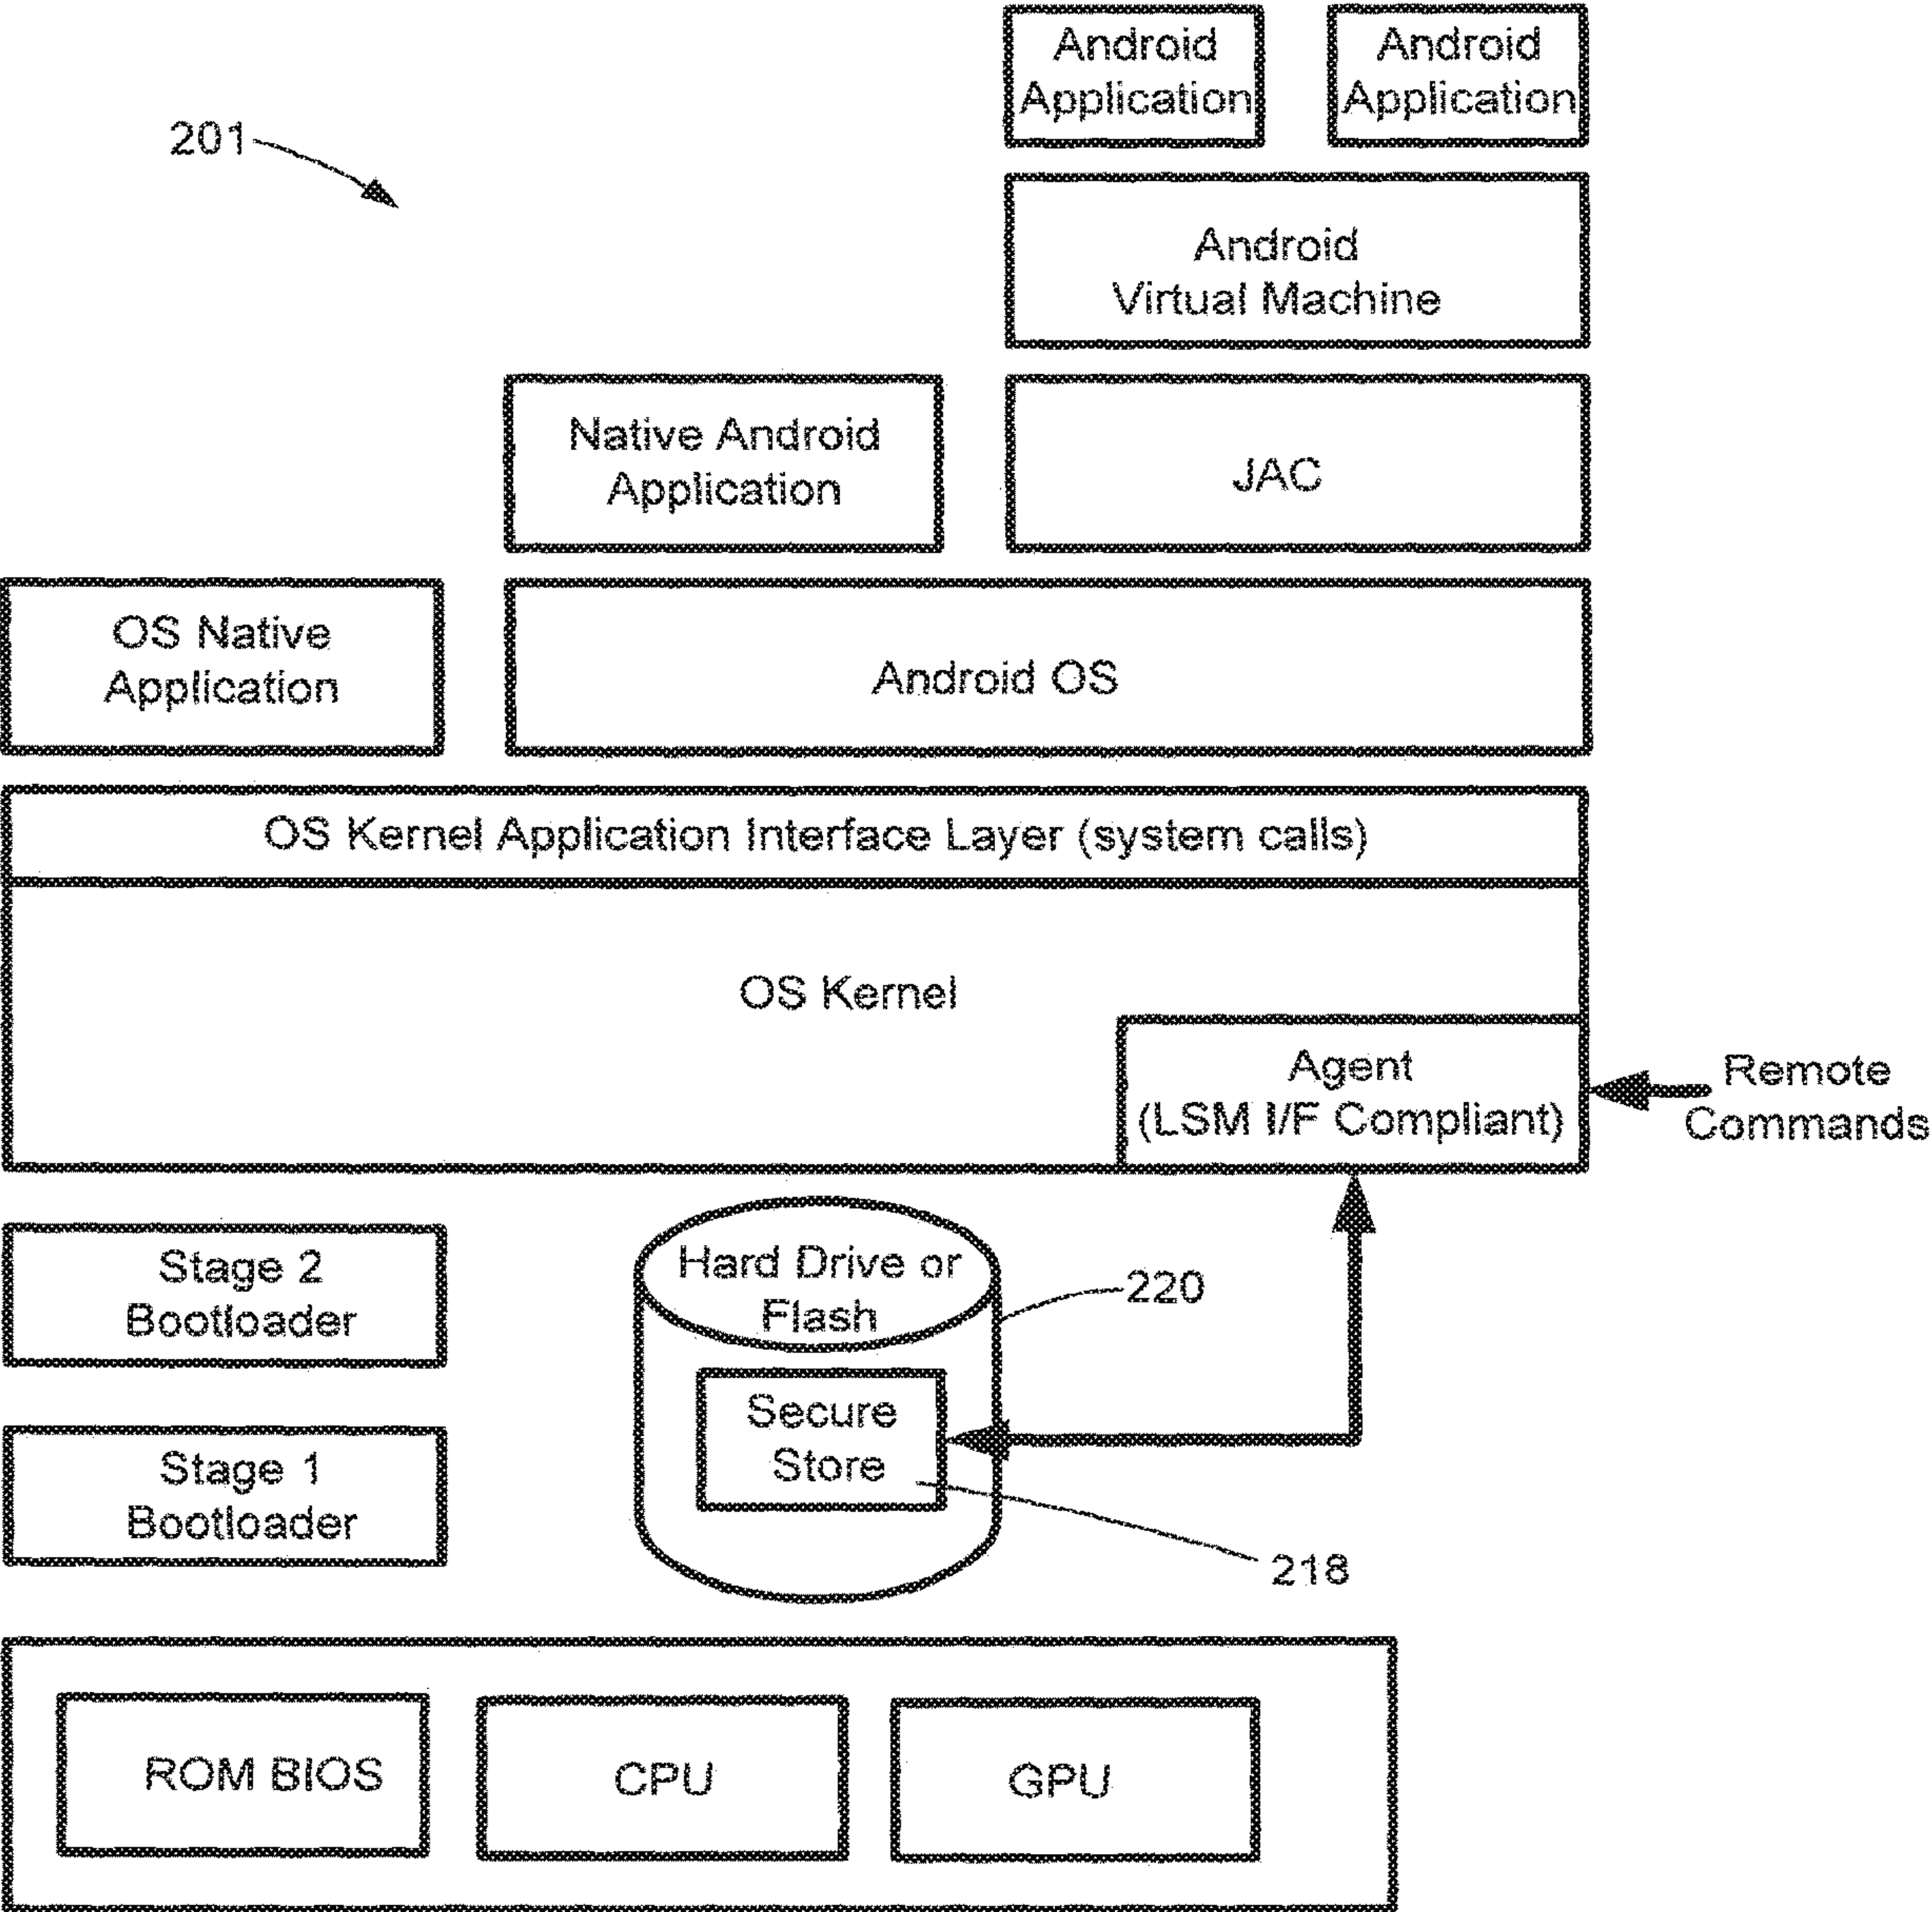 Android
Application
Android
Application
201
Android
Virtual Machine
Native Android
Application
JAC
OS Native
Application
Android OS
OS Kernel Application Interface Layer (system calls)
OS Kernel
Agent
(LSM I/F Compliant)
Remote
Commands
Stage 2
Bootloader
Hard Drive or
Flash
220
Secure
Store
Stage 1
Bootloader
218
ROM BIOS
CPU
GPU